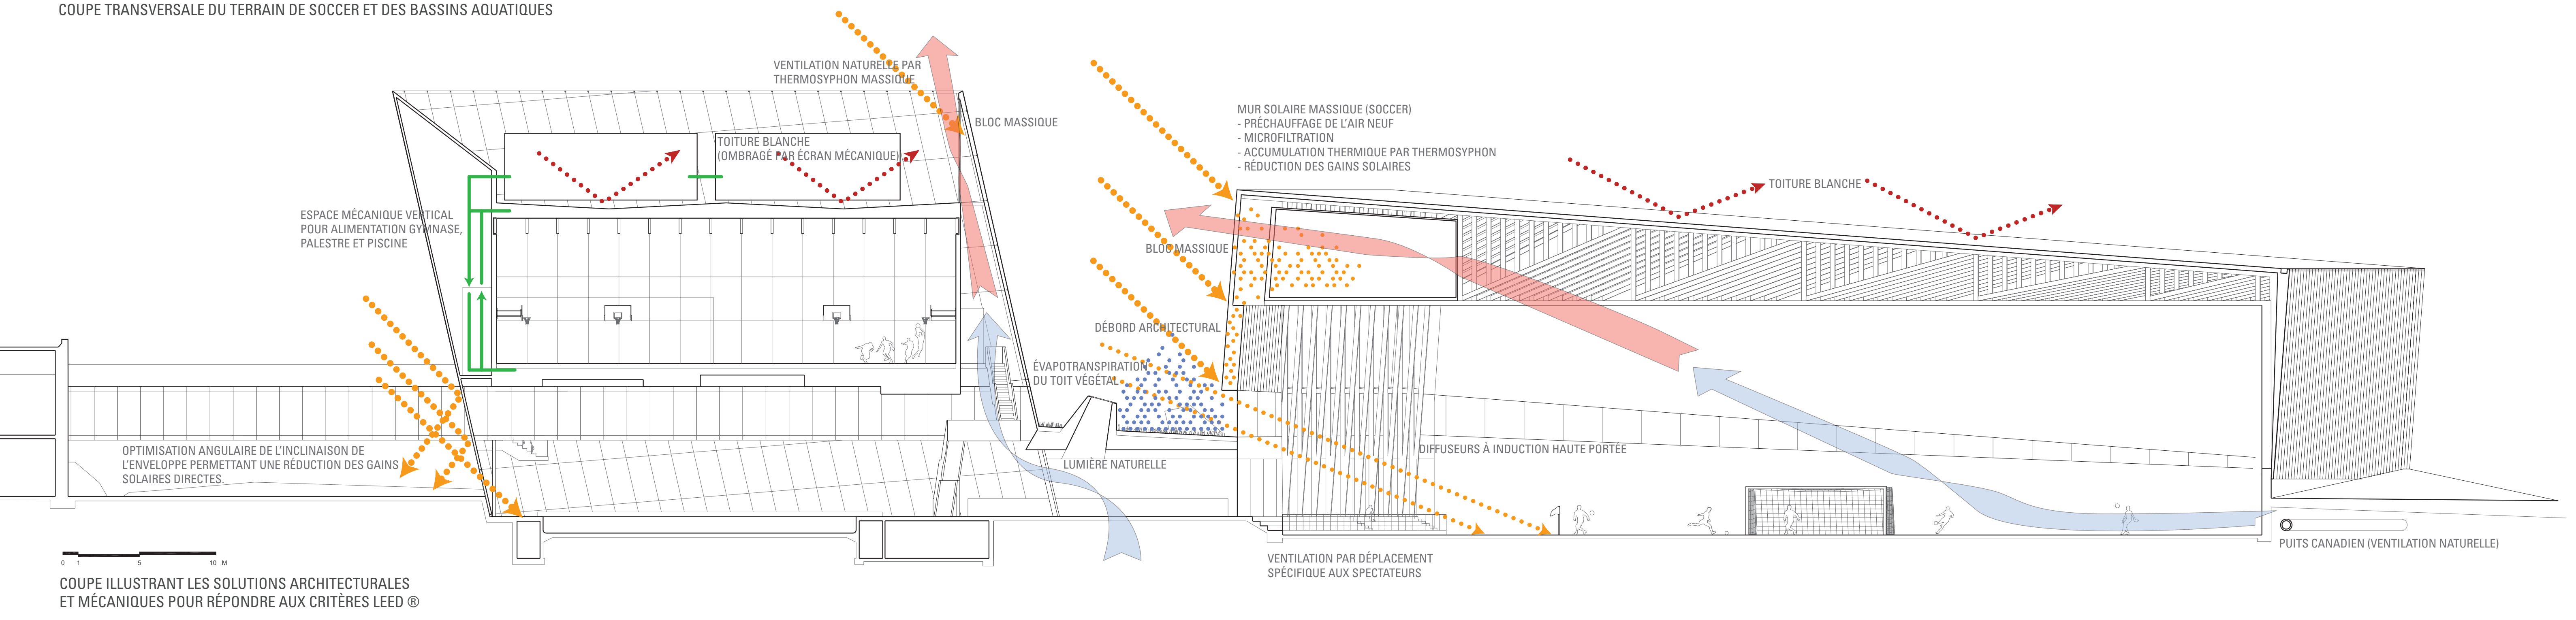 COUPE TRANSVERSALE DU TERRAIN DE SOCCER ET DES BASSINS AQUATIQUES
VENTILATION NATURELLE PAR
THERMOSYPHON MASSIQUE
BLOC MASSIQUE
TOITURE BLANCHE
(OMBRAGÉ PAR ÉCRAN MÉCANIQUE)
ESPACE MÉCANIQUE VERTICAL
POUR ALIMENTATION GYMNASE,
PALESTRE ET PISCINE
MUR SOLAIRE MASSIQUE (SOCCER)
- PRÉCHAUFFAGE DE L'AIR NEUF
- MICROFILTRATION
- ACCUMULATION THERMIQUE PAR THERMOSYPHON
- RÉDUCTION DES GAINS SOLAIRES
TOITURE BLANCHE
BLOC MASSIQUE
DÉBORD ARCHITECTURAL
ÉVAPOTRANSPIRATION
DU TOIT VÉGÉTAL
OPTIMISATION ANGULAIRE DE L'INCLINAISON DE
L'ENVELOPPE PERMETTANT UNE RÉDUCTION DES GAINS
SOLAIRES DIRECTES.
LUMIÈRE NATURELLE
DIFFUSEURS À INDUCTION HAUTE PORTÉE
VENTILATION PAR DÉPLACEMENT
SPÉCIFIQUE AUX SPECTATEURS
PUITS CANADIEN (VENTILATION NATURELLE)
0 1 5 10 M
COUPE ILLUSTRANT LES SOLUTIONS ARCHITECTURALES
ET MÉCANIQUES POUR RÉPONDRE AUX CRITÈRES LEED ®